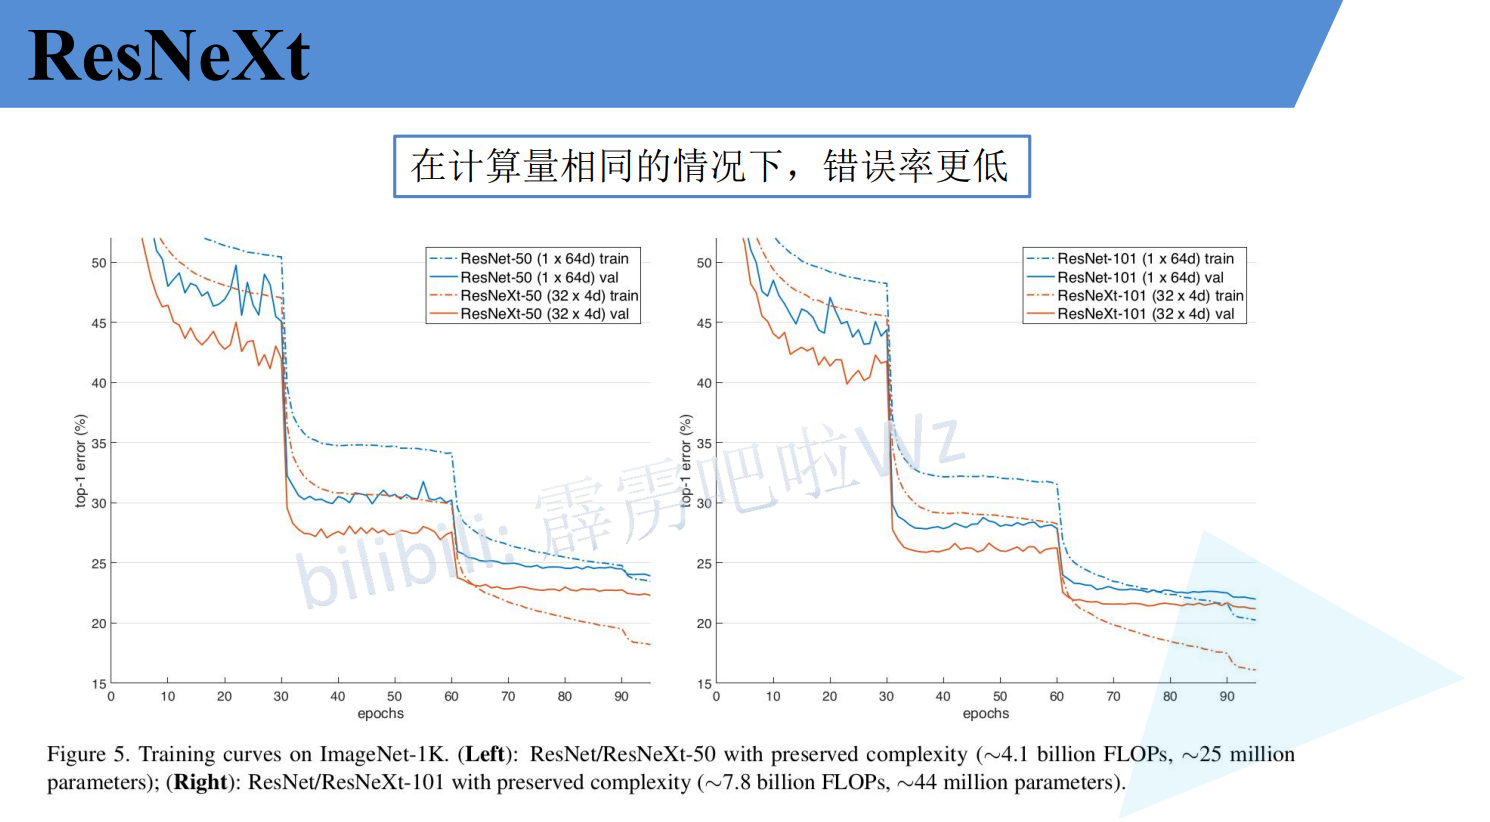 ResNeXt
在计算量相同的情况下，错误率更低
50
45
40
35
30
25
20
15
0
10
20
30
40
50
60
70
80
90
epochs
top-1 error (%)
ResNet-50 (1 x 64d) train
ResNet-50 (1 x 64d) val
ResNeXt-50 (32 x 4d) train
ResNeXt-50 (32 x 4d) val
50
45
40
35
30
25
20
15
0
10
20
30
40
50
60
70
80
90
epochs
top-1 error (%)
ResNet-101 (1 x 64d) train
ResNet-101 (1 x 64d) val
ResNeXt-101 (32 x 4d) train
ResNeXt-101 (32 x 4d) val
bilibili: 霹雳吧啦Wz
Figure 5. Training curves on ImageNet-1K. (Left): ResNet/ResNeXt-50 with preserved complexity (∼4.1 billion FLOPs, ∼25 million
parameters); (Right): ResNet/ResNeXt-101 with preserved complexity (∼7.8 billion FLOPs, ∼44 million parameters).